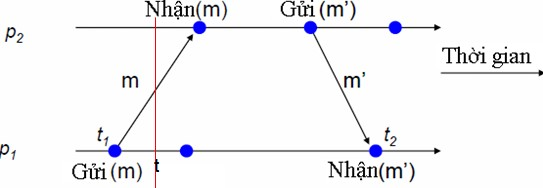 Nhận(m) Gửi(m')
p2
Thời gian
m m'
t1 t2
p1
Gửi(m) t Nhận(m')